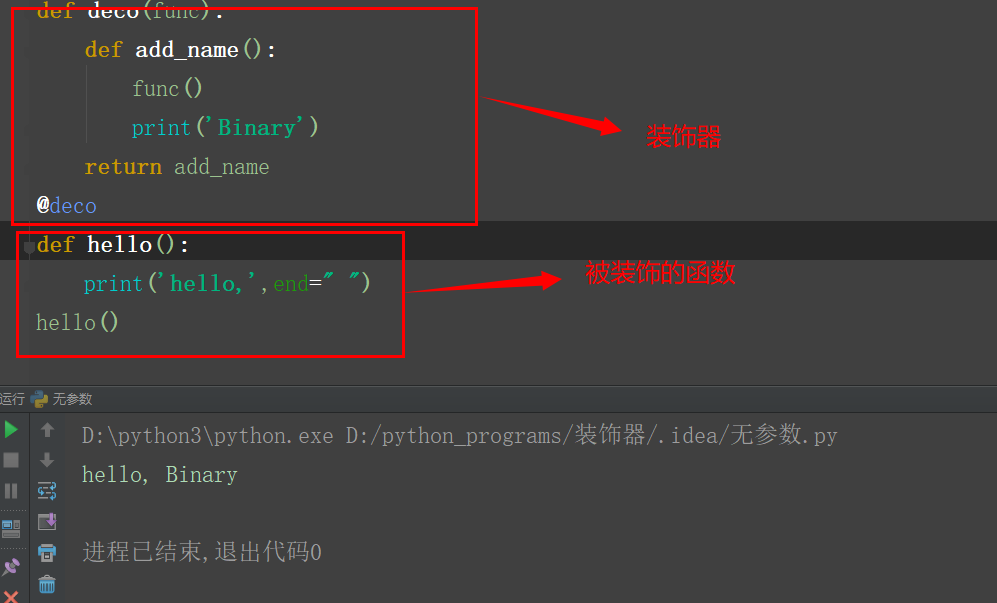 def deco(func):
def add_name():
func()
print('Binary')
return add_name
装饰器
@deco
def hello():
print('hello,',end=" ")
被装饰的函数
hello()
运行 无参数
D:\python3\python.exe D:/python_programs/装饰器/.idea/无参数.py
hello, Binary
进程已结束,退出代码0